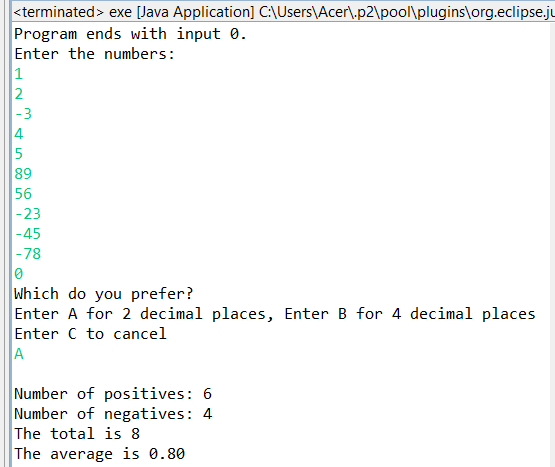 <terminated> exe [Java Application] C:\Users\Acer\.p2\pool\plugins\org.eclipse.ju
Program ends with input 0.
Enter the numbers:
1
2
-3
4
5
89
56
-23
-45
-78
0
Which do you prefer?
Enter A for 2 decimal places, Enter B for 4 decimal places
Enter C to cancel
A
Number of positives: 6
Number of negatives: 4
The total is 8
The average is 0.80